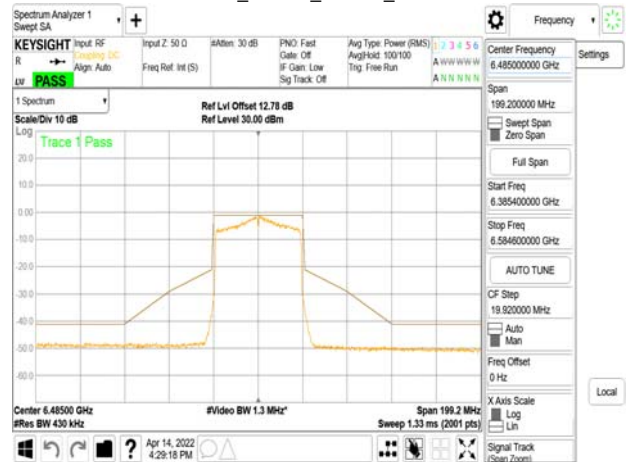 Spectrum Analyzer 1
Swept SA
+
Frequency
KEYSIGHT
R
LW PASS
Input: RF
Coupling: DC
Align: Auto
Input Z: 50 Ω
Freq Ref: Int (S)
#Atten: 30 dB
PNO: Fast
Gate: Off
IF Gain: Low
Sig Track: Off
Avg Type: Power (RMS)
Avg|Hold: 100/100
Trig: Free Run
1 2 3 4 5 6
A W W W W W
A N N N N N
Center Frequency
6.485000000 GHz
Settings
Span
199.200000 MHz
Swept Span
Zero Span
Full Span
Start Freq
6.385400000 GHz
Stop Freq
6.584600000 GHz
AUTO TUNE
CF Step
19.920000 MHz
Auto
Man
Freq Offset
0 Hz
X Axis Scale
Log
Lin
Local
Signal Track
(Span Zoom)
1 Spectrum
Scale/Div 10 dB
Ref Lvl Offset 12.78 dB
Ref Level 30.00 dBm
Log
Trace 1 Pass
20.0
10.0
0.00
-10.0
-20.0
-30.0
-40.0
-50.0
-60.0
Center 6.48500 GHz
#Res BW 430 kHz
#Video BW 1.3 MHz*
Span 199.2 MHz
Sweep 1.33 ms (2001 pts)
?
Apr 14, 2022
4:29:18 PM